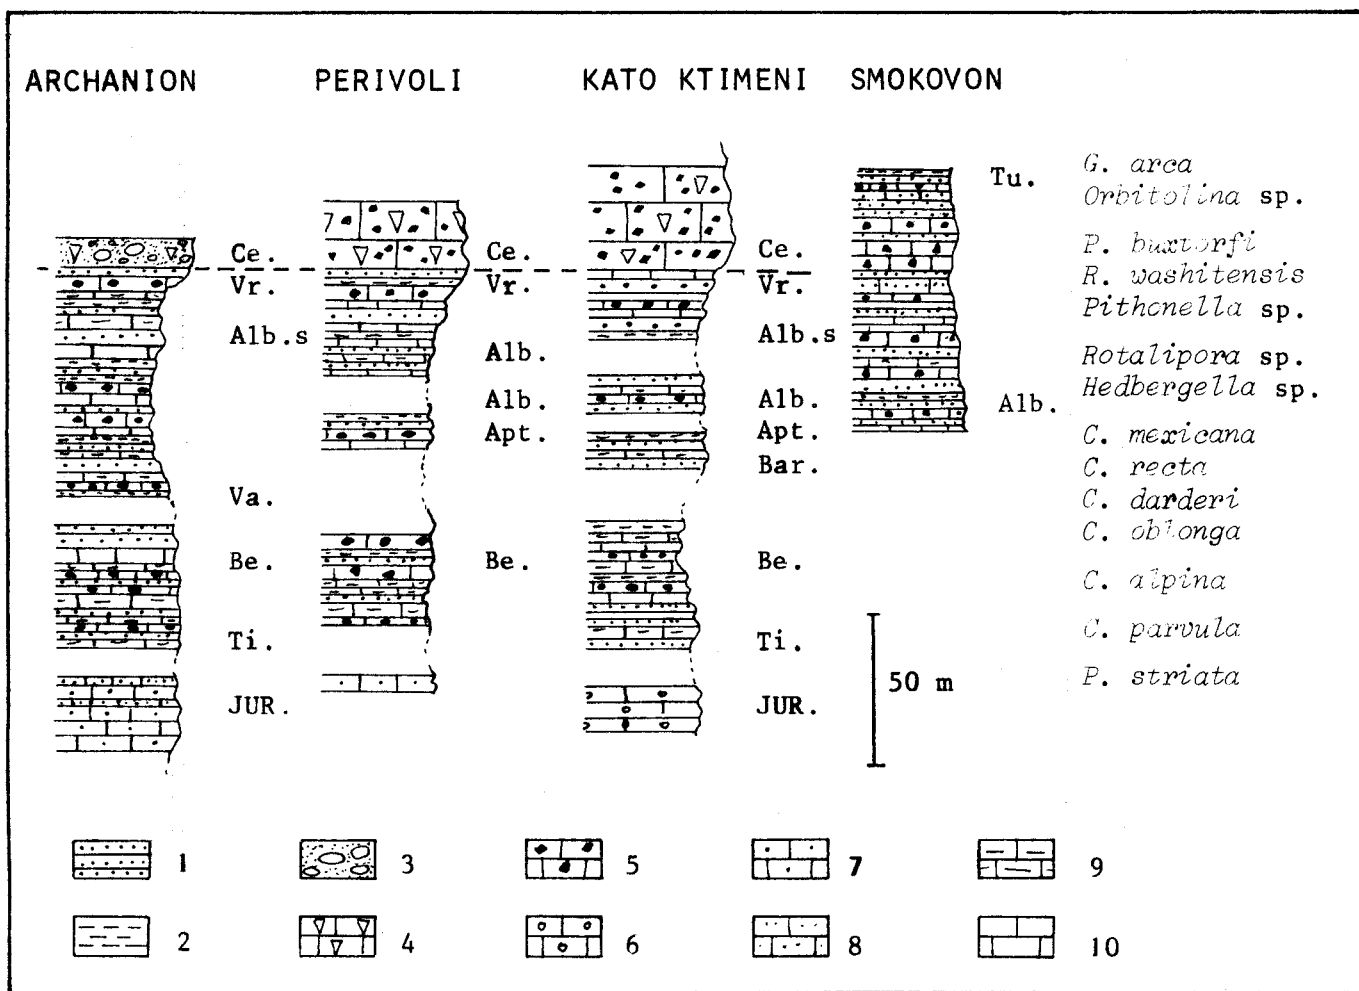 ARCHANION
PERIVOLI
KATO KTIMENI
SMOKOVON
Ce.
Vr.
Alb.s
Va.
Be.
Ti.
JUR.
Ce.
Vr.
Alb.
Alb.
Apt.
Be.
Ce.
Vr.
Alb.s
Alb.
Apt.
Bar.
Be.
Ti.
JUR.
50 m
Tu.
Alb.
G. arca
Orbitolina sp.
P. buxtorfi
R. washitensis
Pithonella sp.
Rotalipora sp.
Hedbergella sp.
C. mexicana
C. recta
C. darderi
C. oblonga
C. alpina
C. parvula
P. striata
1
3
5
7
9
2
4
6
8
10